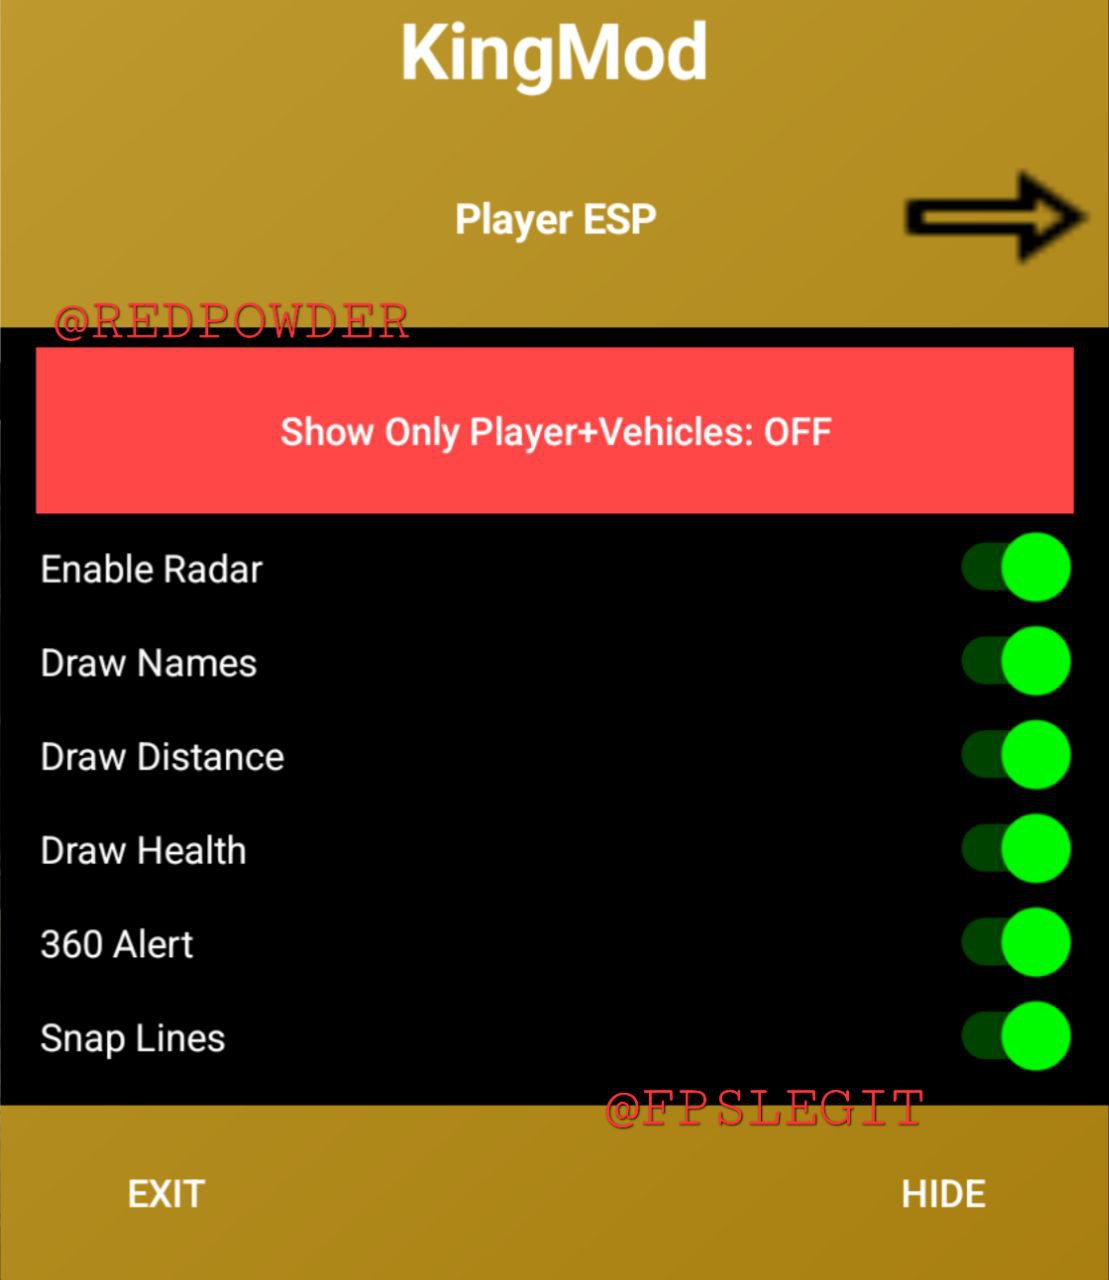 KingMod
Player ESP
@REDPOWDER
Show Only Player+Vehicles: OFF
Enable Radar
Draw Names
Draw Distance
Draw Health
360 Alert
Snap Lines
@FPSLEGIT
EXIT
HIDE